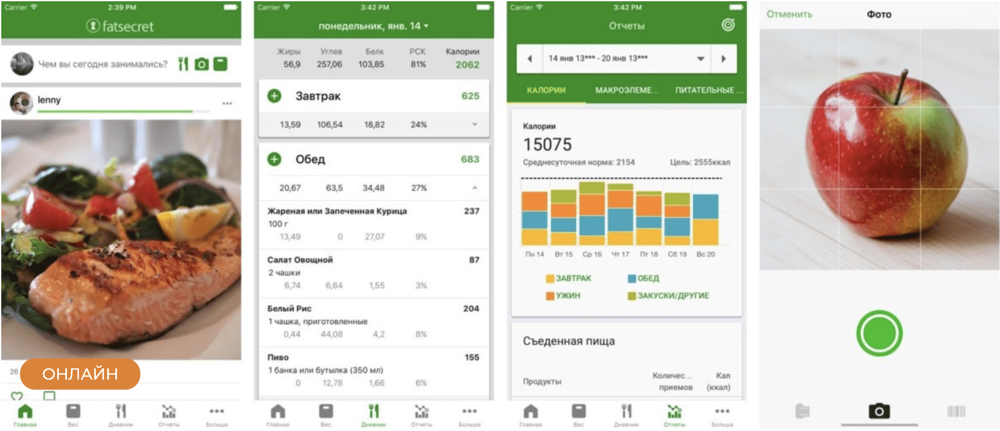 Carrier
2:39 PM
fatsecret
Чем вы сегодня занимались?
lenny
26
ОНЛАЙН
Главная
Вес
Дневник
Отчеты
Больше
Carrier
3:42 PM
понедельник, янв. 14
Жиры Углев Белк РСК Калории
56,9 257,06 103,85 81% 2062
Завтрак 625
13,59 106,54 18,82 24%
Обед 683
20,67 63,5 34,48 27%
Жареная или Запеченная Курица 237
100 г
13,49 0 27,07 9%
Салат Овощной 87
2 чашки
6,74 6,64 1,55 3%
Белый Рис 204
1 чашка, приготовленные
0,44 44,08 4,2 8%
Пиво 155
1 банка или бутылка (350 мл)
0 12,78 1,66 6%
Главная
Вес
Дневник
Отчеты
Больше
Carrier
3:42 PM
Отчеты
14 янв 13*** - 20 янв 13***
КАЛОРИИ МАКРОЭЛЕМЕ... ПИТАТЕЛЬНЫЕ ...
Калории
15075
Среднесуточная норма: 2154 Цель: 2555ккал
Пн 14 Вт 15 Ср 16 Чт 17 Пт 18 Сб 19 Вс 20
ЗАВТРАК ОБЕД
УЖИН ЗАКУСКИ/ДРУГИЕ
Съеденная пища
Количес... Кал
Продукты
приемов (ккал)
Главная
Вес
Дневник
Отчеты
Больше
Отменить
Фото